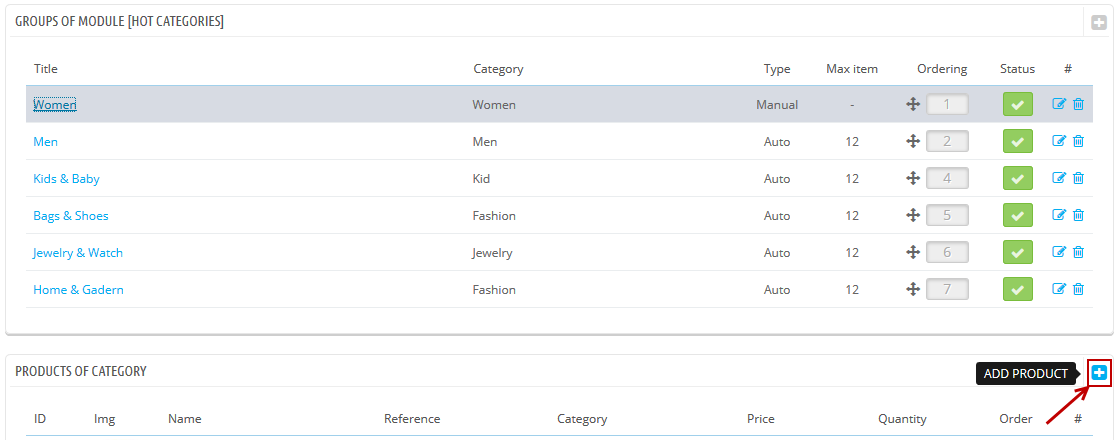 GROUPS OF MODULE [HOT CATEGORIES]
Title Category Type Max item Ordering Status #
Women Women Manual - 1
Men Men Auto 12 2
Kids & Baby Kid Auto 12 4
Bags & Shoes Fashion Auto 12 5
Jewelry & Watch Jewelry Auto 12 6
Home & Gadern Fashion Auto 12 7
PRODUCTS OF CATEGORY ADD PRODUCT
ID Img Name Reference Category Price Quantity Order #